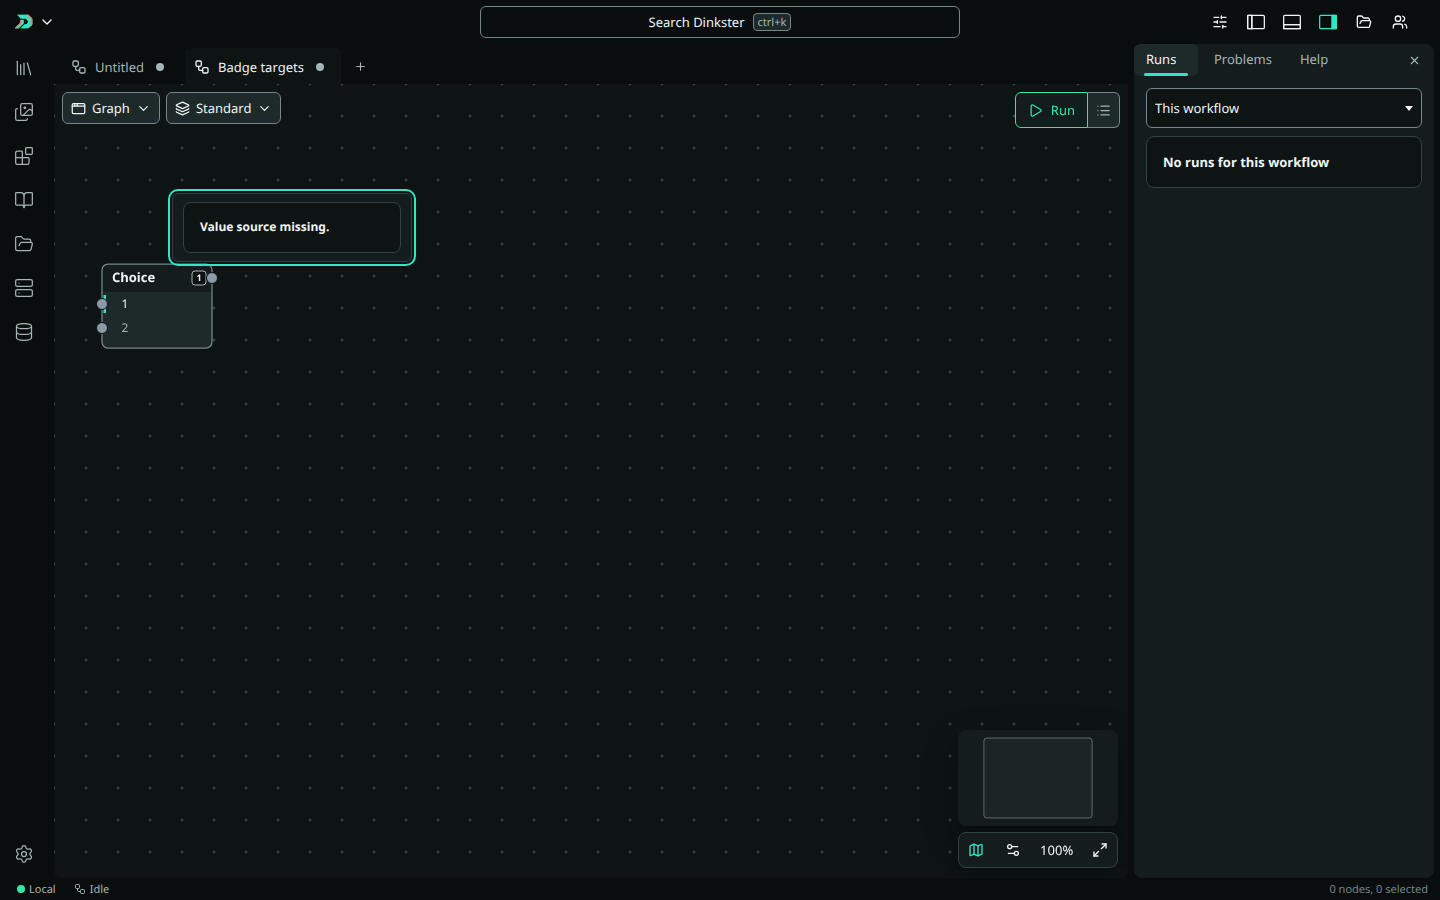 Search Dinkster ctrl+k
Untitled
Badge targets
Graph
Standard
Run
Runs
Problems
Help
This workflow
No runs for this workflow
Value source missing.
Choice
1
1
2
100%
Local
Idle
0 nodes, 0 selected